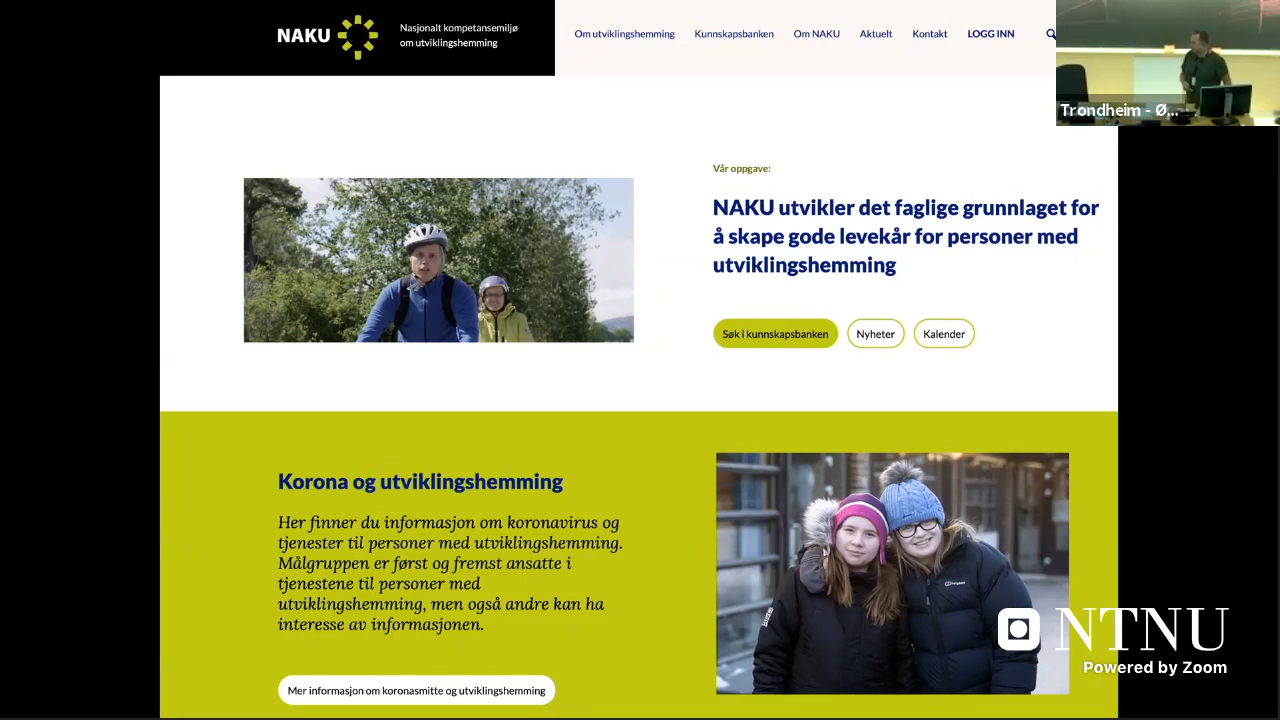 NAKU
Nasjonalt kompetansemiljø
om utviklingshemming
Om utviklingshemming
Kunnskapsbanken
Om NAKU
Aktuelt
Kontakt
LOGG INN
Trondheim - Ø...
Vår oppgave:
NAKU utvikler det faglige grunnlaget for
å skape gode levekår for personer med
utviklingshemming
Søk i kunnskapsbanken
Nyheter
Kalender
Korona og utviklingshemming
Her finner du informasjon om koronavirus og
tjenester til personer med utviklingshemming.
Målgruppen er først og fremst ansatte i
tjenestene til personer med
utviklingshemming, men også andre kan ha
interesse av informasjonen.
Mer informasjon om koronasmitte og utviklingshemming
NTNU
Powered by Zoom